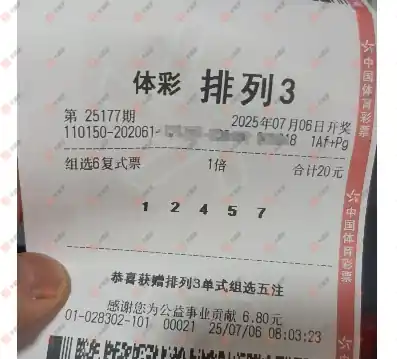 体彩 排列3
第 25177期 2025年07月06日开奖
110150-202061- 8 1Af+Pg
组选6复式票 1倍 合计20元
1 2 4 5 7
恭喜获赠排列3单式组选五注
感谢您为公益事业贡献 6.80元
01-028302-101 00021 25/07/06 08:03:23
中国体育彩票
中国体育彩票